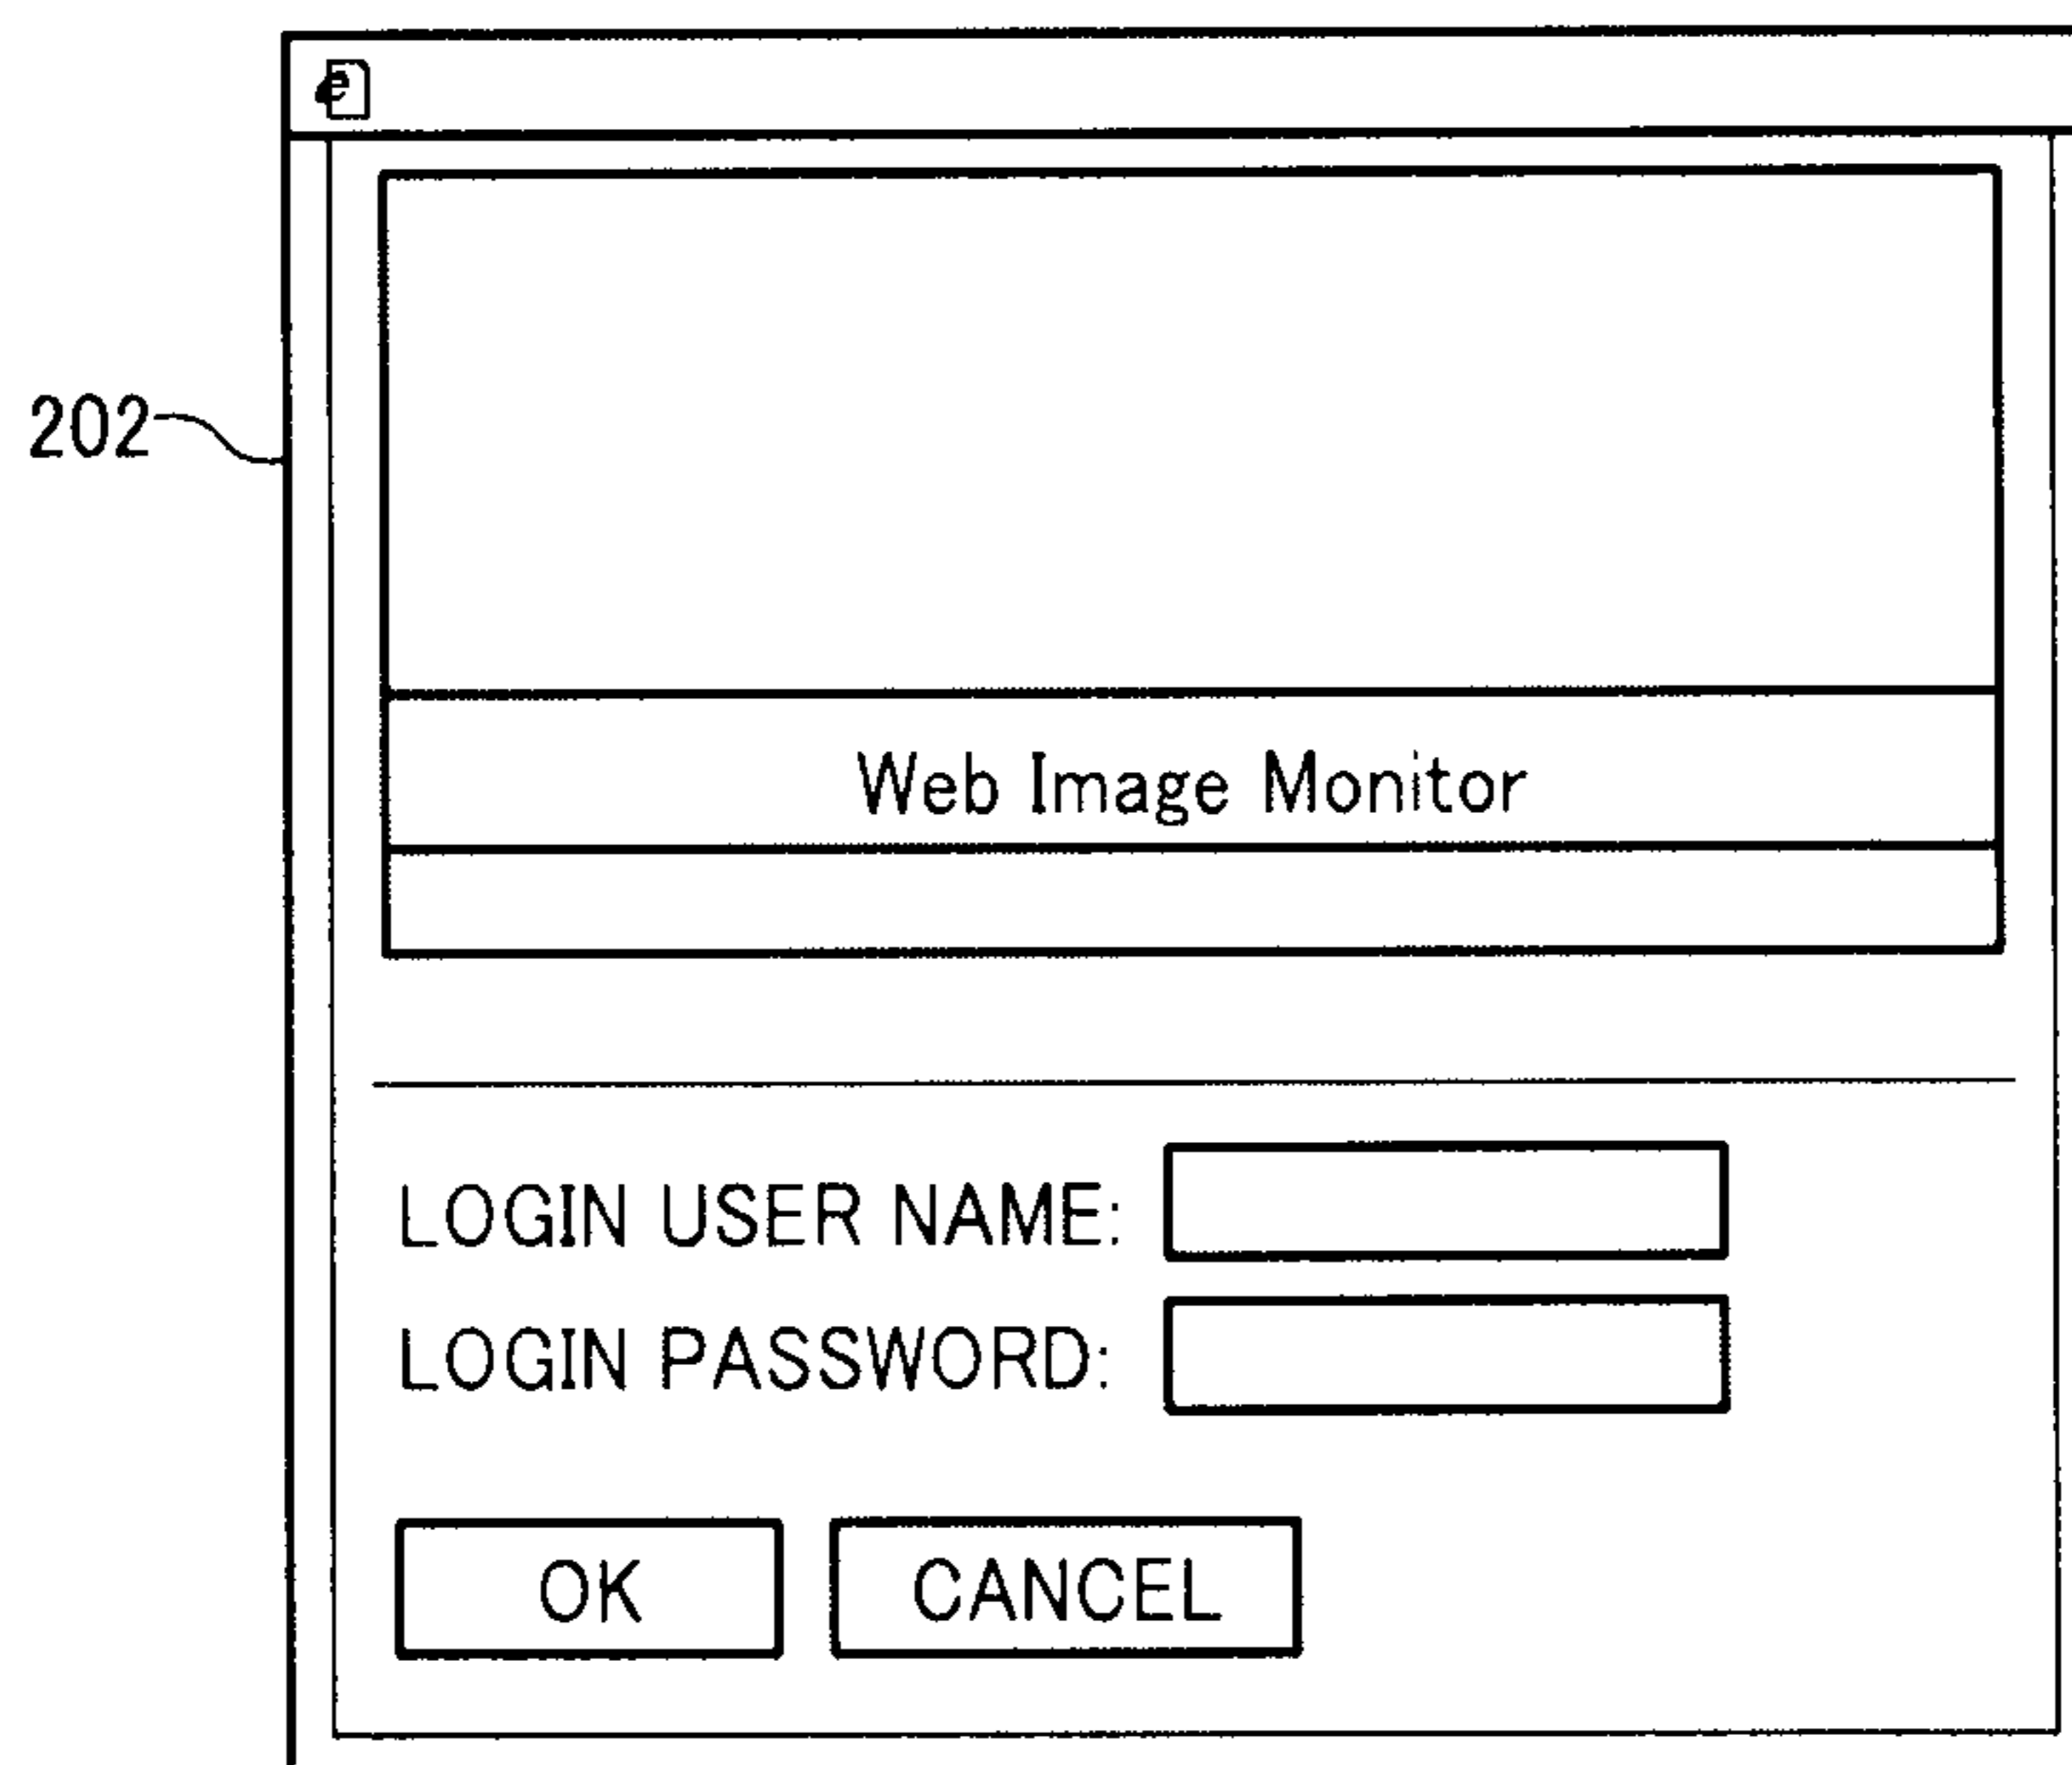 e
202
Web Image Monitor
LOGIN USER NAME:
LOGIN PASSWORD:
OK CANCEL